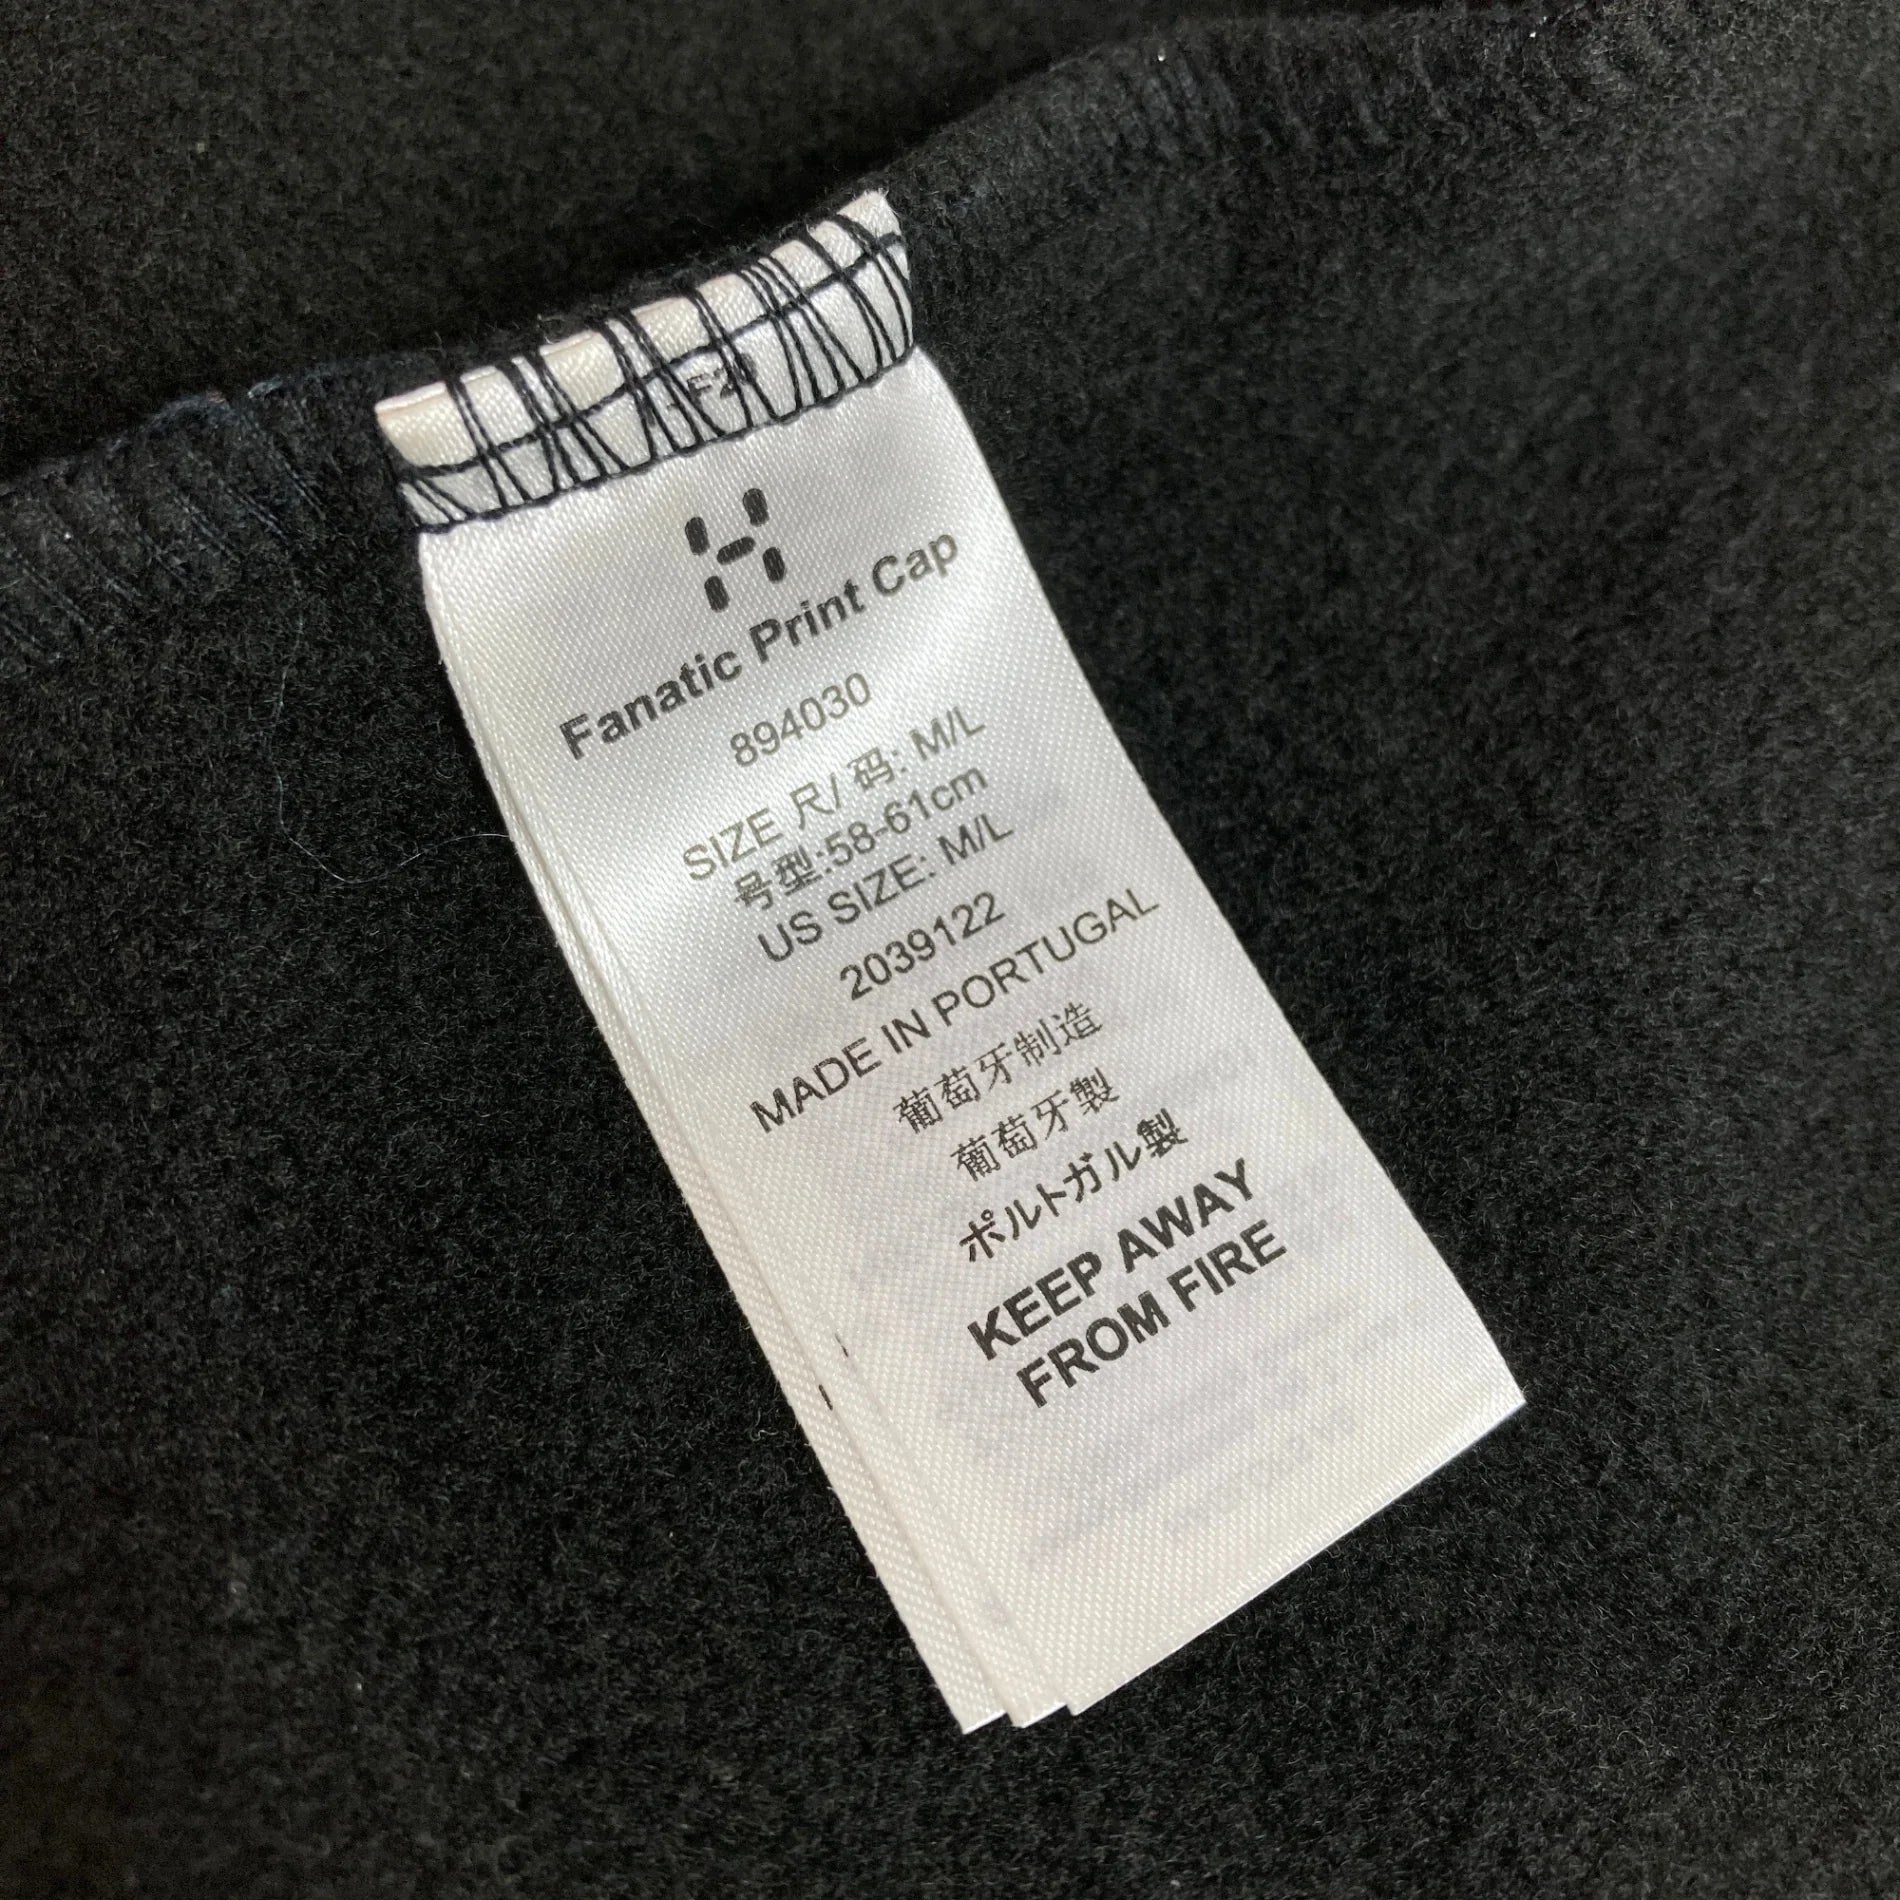 Fanatic Print Cap
894030
SIZE 尺/ 码: M/L
号型:58-61cm
US SIZE: M/L
2039122
MADE IN PORTUGAL
葡萄牙制造
葡萄牙製
ポルトガル製
KEEP AWAY
FROM FIRE